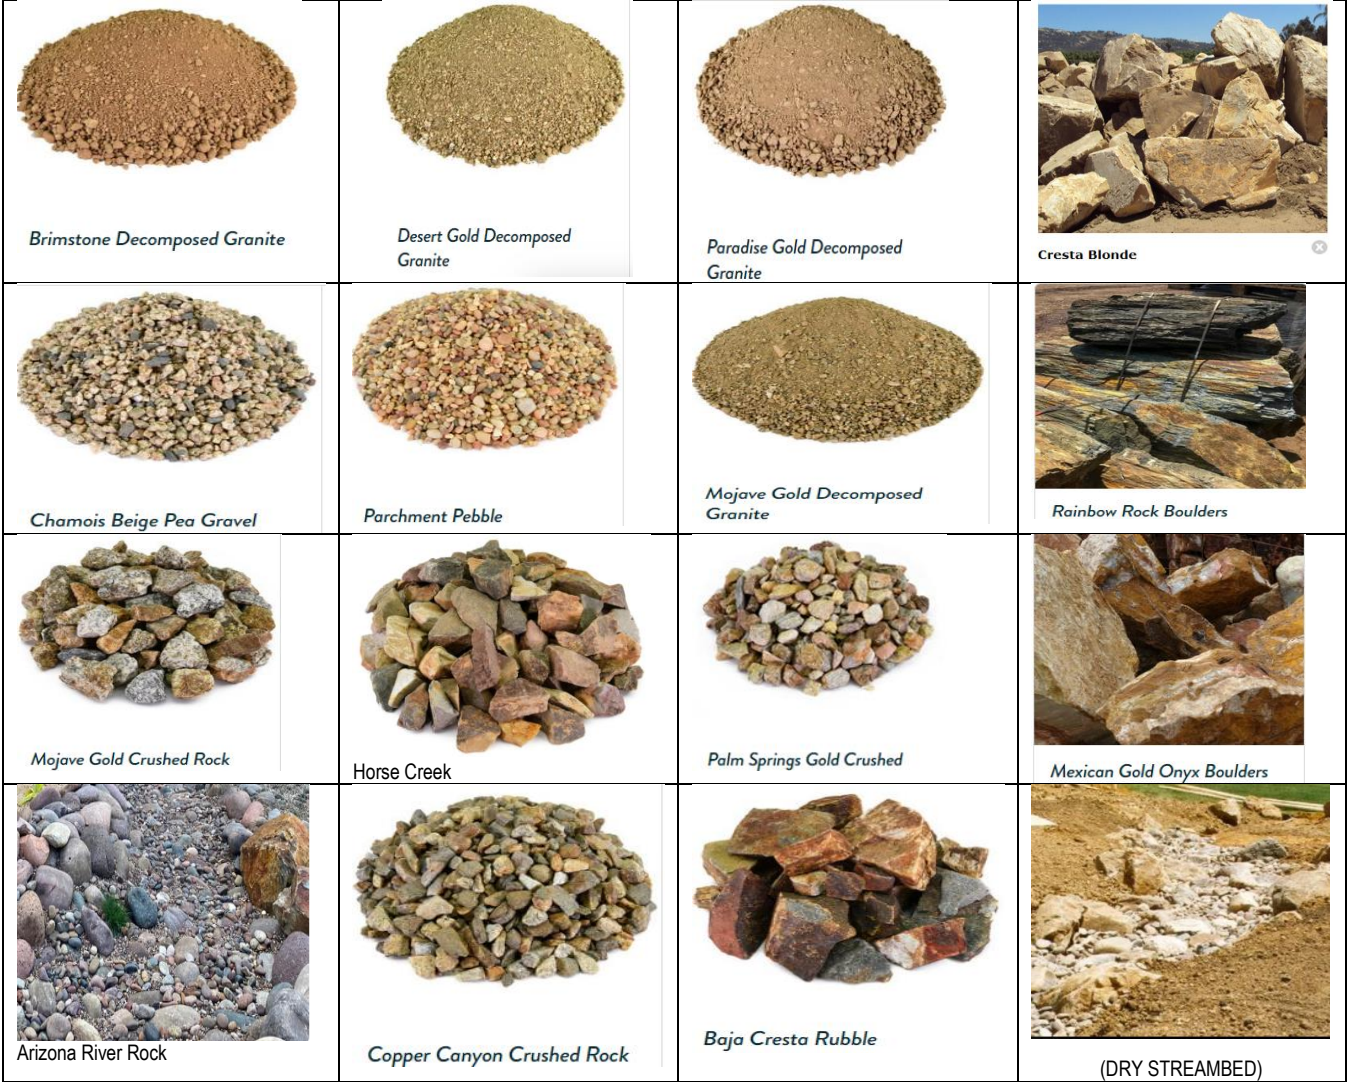 Brimstone Decomposed Granite
Desert Gold Decomposed
Granite
Paradise Gold Decomposed
Granite
Cresta Blonde
Chamois Beige Pea Gravel
Parchment Pebble
Mojave Gold Decomposed
Granite
Rainbow Rock Boulders
Mojave Gold Crushed Rock
Horse Creek
Palm Springs Gold Crushed
Mexican Gold Onyx Boulders
Arizona River Rock
Copper Canyon Crushed Rock
Baja Cresta Rubble
(DRY STREAMBED)